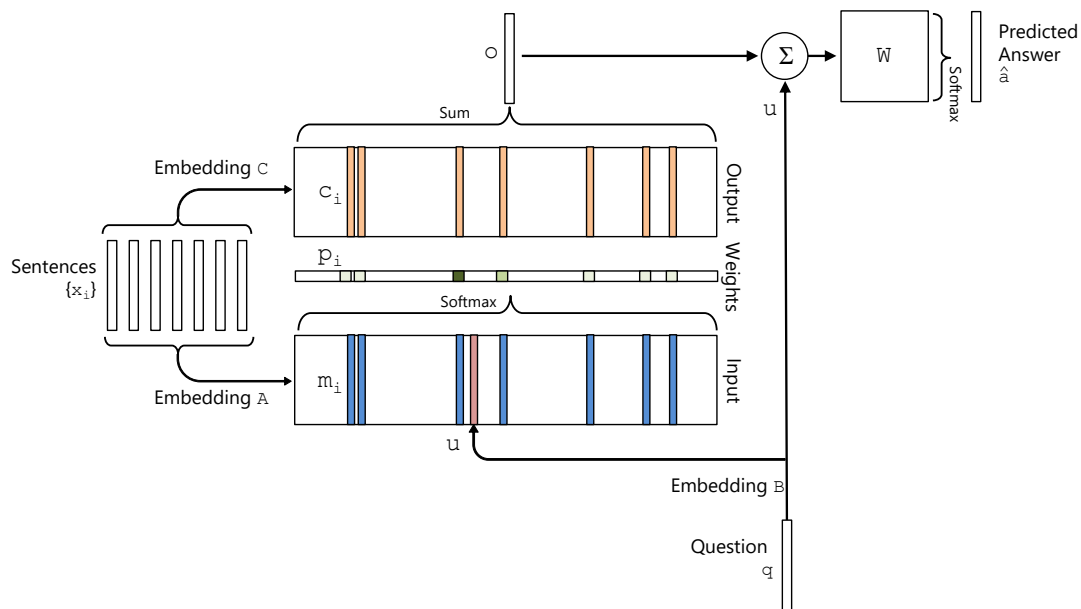 o
Sum
Embedding C
c_i
Output
Sentences
{x_i}
p_i
Weights
Softmax
m_i
Input
Embedding A
u
Embedding B
Question
q
u
Σ
W
Softmax
Predicted
Answer
â